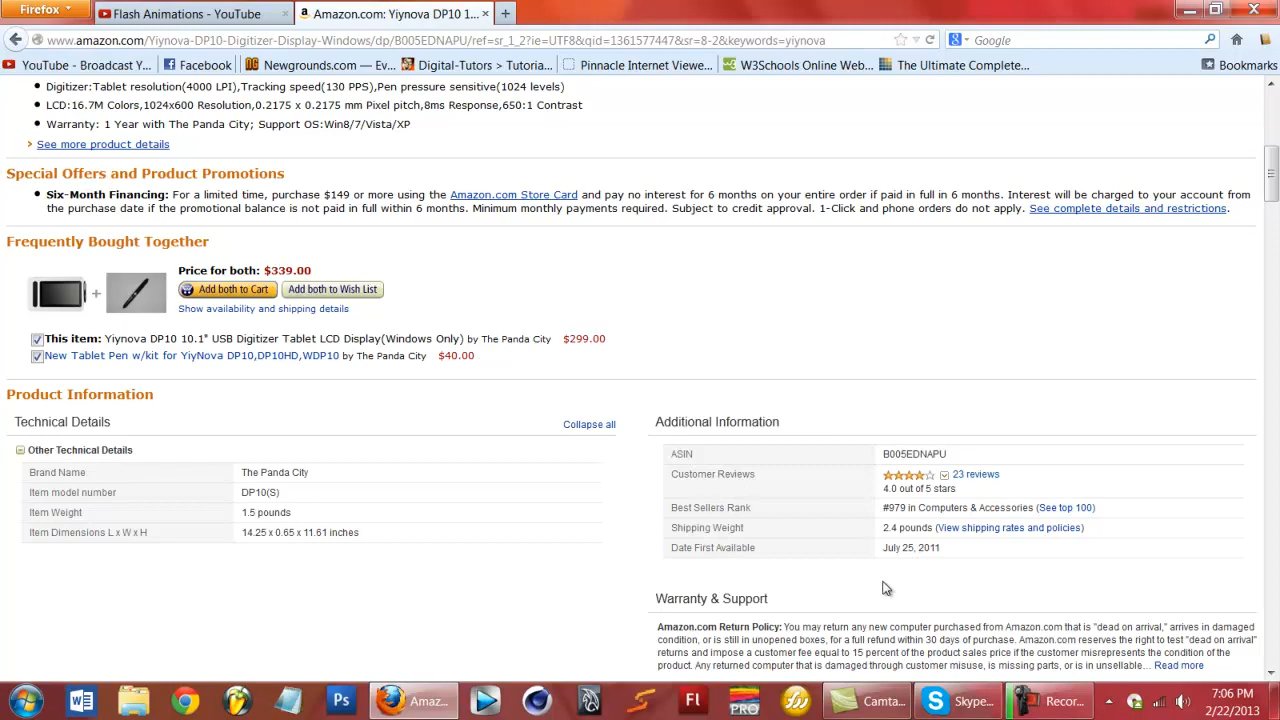 Firefox
Flash Animations - YouTube
Amazon.com: Yiynova DP10 1...
www.amazon.com/Yiynova-DP10-Digitizer-Display-Windows/dp/B005EDNAPU/ref=sr_1_2?ie=UTF8&qid=1361577447&sr=8-2&keywords=yiynova
Google
YouTube - Broadcast Y...
Facebook
Newgrounds.com — Ev...
Digital-Tutors > Tutoria...
Pinnacle Internet Viewe...
W3Schools Online Web...
The Ultimate Complete...
Bookmarks
Digitizer:Tablet resolution(4000 LPI),Tracking speed(130 PPS),Pen pressure sensitive(1024 levels)
LCD:16.7M Colors,1024x600 Resolution,0.2175 x 0.2175 mm Pixel pitch,8ms Response,650:1 Contrast
Warranty: 1 Year with The Panda City; Support OS:Win8/7/Vista/XP
See more product details
Special Offers and Product Promotions
Six-Month Financing: For a limited time, purchase $149 or more using the Amazon.com Store Card and pay no interest for 6 months on your entire order if paid in full in 6 months. Interest will be charged to your account from
the purchase date if the promotional balance is not paid in full within 6 months. Minimum monthly payments required. Subject to credit approval. 1-Click and phone orders do not apply. See complete details and restrictions.
Frequently Bought Together
Price for both: $339.00
Add both to Cart
Add both to Wish List
Show availability and shipping details
This item: Yiynova DP10 10.1" USB Digitizer Tablet LCD Display(Windows Only) by The Panda City $299.00
New Tablet Pen w/kit for YiyNova DP10,DP10HD,WDP10 by The Panda City $40.00
Product Information
Technical Details
Collapse all
Other Technical Details
Brand Name The Panda City
Item model number DP10(S)
Item Weight 1.5 pounds
Item Dimensions L x W x H 14.25 x 0.65 x 11.61 inches
Additional Information
ASIN B005EDNAPU
Customer Reviews 23 reviews
4.0 out of 5 stars
Best Sellers Rank #979 in Computers & Accessories (See top 100)
Shipping Weight 2.4 pounds (View shipping rates and policies)
Date First Available July 25, 2011
Warranty & Support
Amazon.com Return Policy: You may return any new computer purchased from Amazon.com that is "dead on arrival," arrives in damaged
condition, or is still in unopened boxes, for a full refund within 30 days of purchase. Amazon.com reserves the right to test "dead on arrival"
returns and impose a customer fee equal to 15 percent of the product sales price if the customer misrepresents the condition of the
product. Any returned computer that is damaged through customer misuse, is missing parts, or is in unsellable... Read more
Ps
Amaz...
Fl
PRO
Camta...
Skype...
Recor...
7:06 PM
2/22/2013